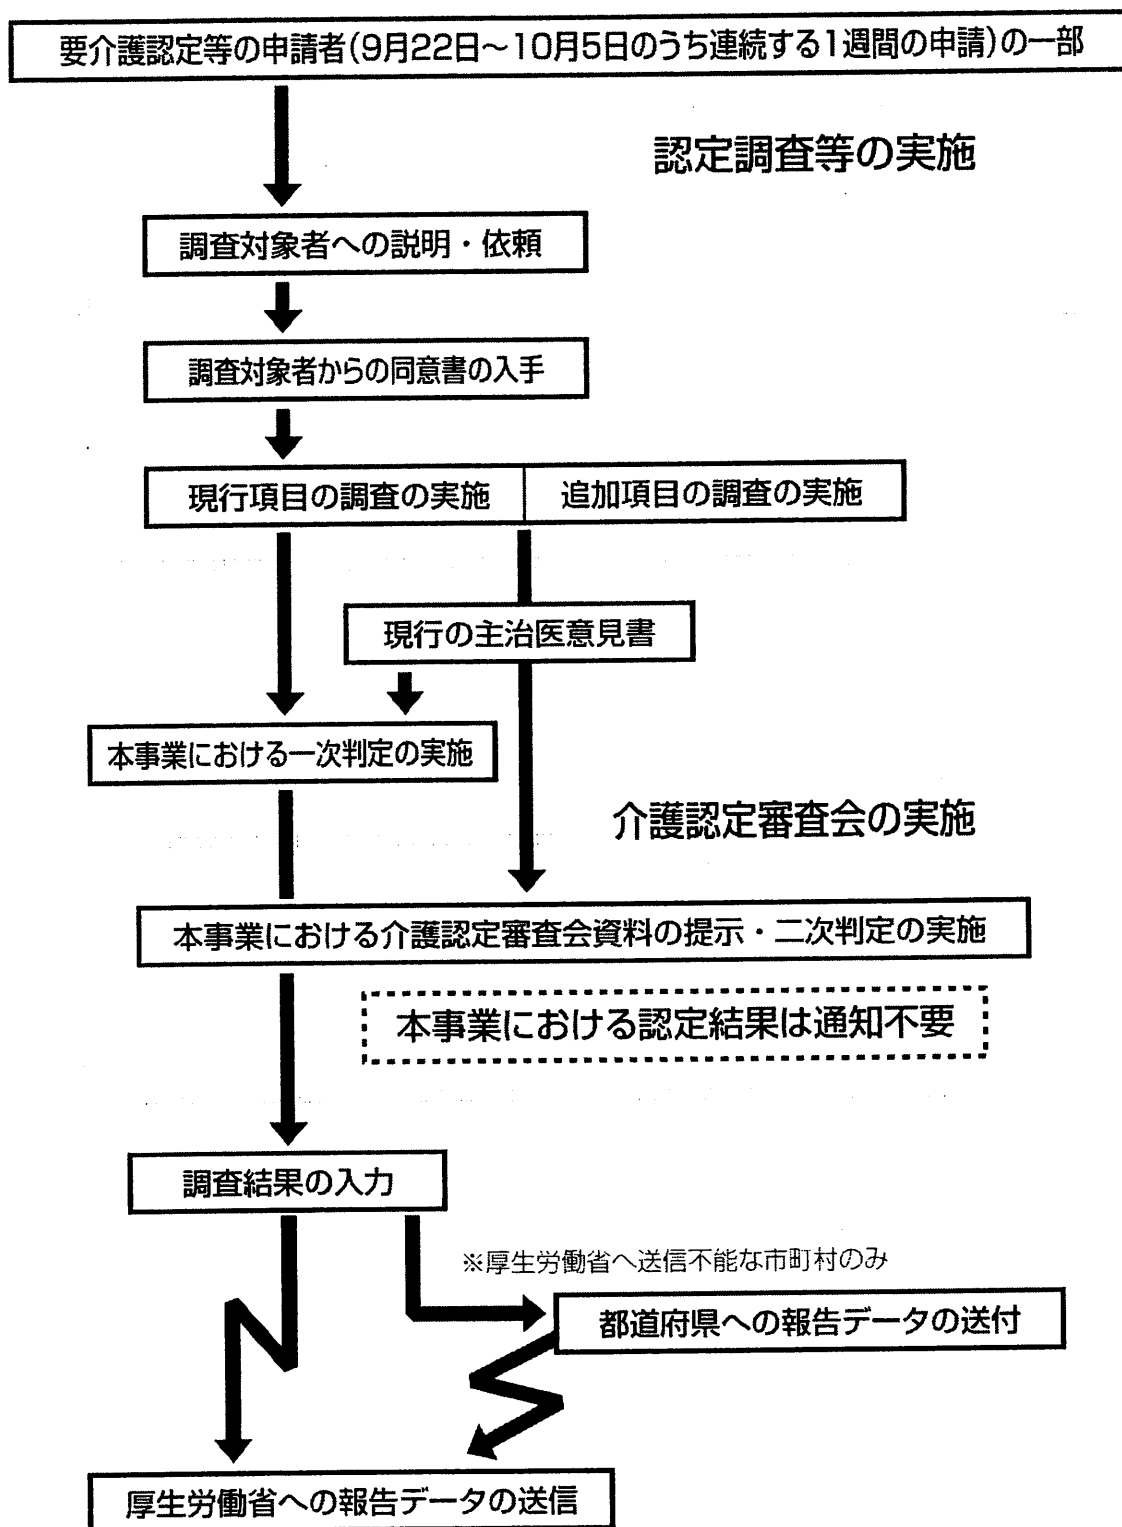 要介護認定等の申請者(9月22日～10月5日のうち連続する1週間の申請)の一部
認定調査等の実施
調査対象者への説明・依頼
調査対象者からの同意書の入手
現行項目の調査の実施
追加項目の調査の実施
現行の主治医意見書
本事業における一次判定の実施
介護認定審査会の実施
本事業における介護認定審査会資料の提示・二次判定の実施
本事業における認定結果は通知不要
調査結果の入力
※厚生労働省へ送信不能な市町村のみ
都道府県への報告データの送付
厚生労働省への報告データの送信